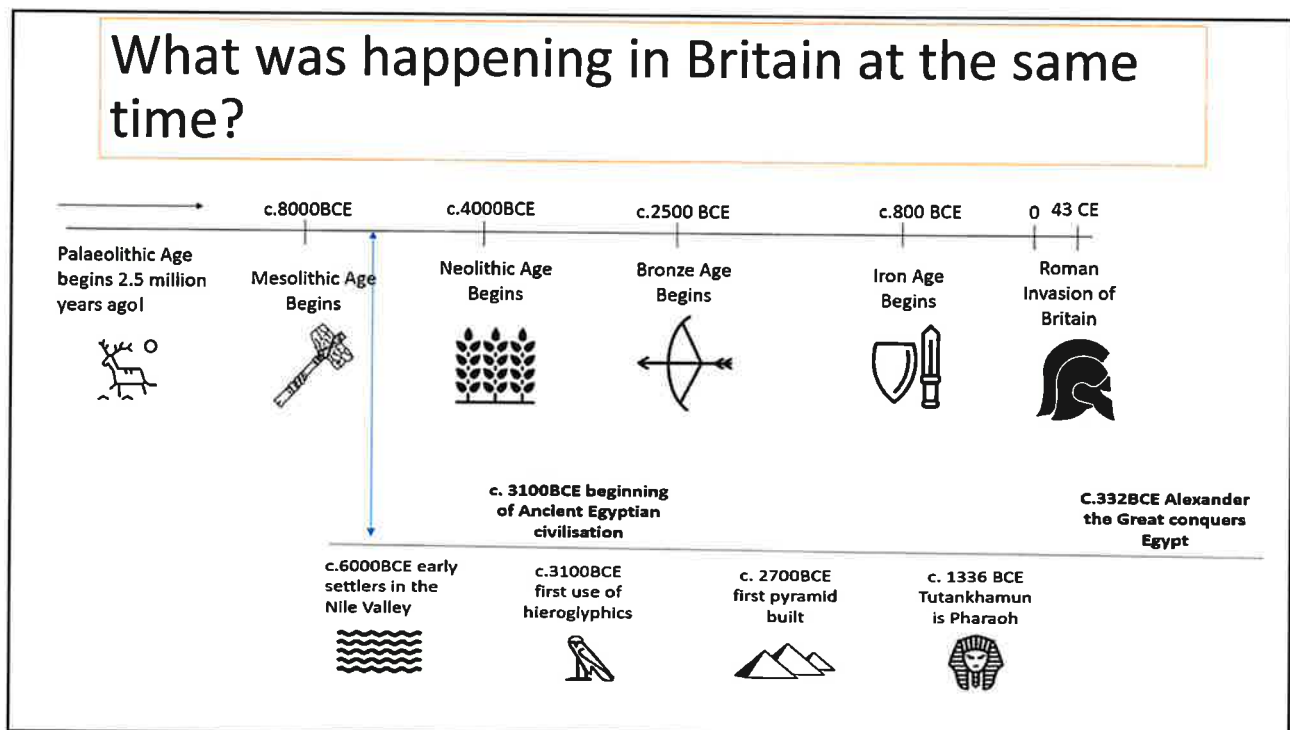 What was happening in Britain at the same
time?
c.8000BCE
c.4000BCE
c.2500 BCE
c.800 BCE
0
43 CE
Palaeolithic Age
begins 2.5 million
years ago!
Mesolithic Age
Begins
Neolithic Age
Begins
Bronze Age
Begins
Iron Age
Begins
Roman
Invasion of
Britain
c. 3100BCE beginning
of Ancient Egyptian
civilisation
C.332BCE Alexander
the Great conquers
Egypt
c.6000BCE early
settlers in the
Nile Valley
c.3100BCE
first use of
hieroglyphics
c. 2700BCE
first pyramid
built
c. 1336 BCE
Tutankhamun
is Pharaoh